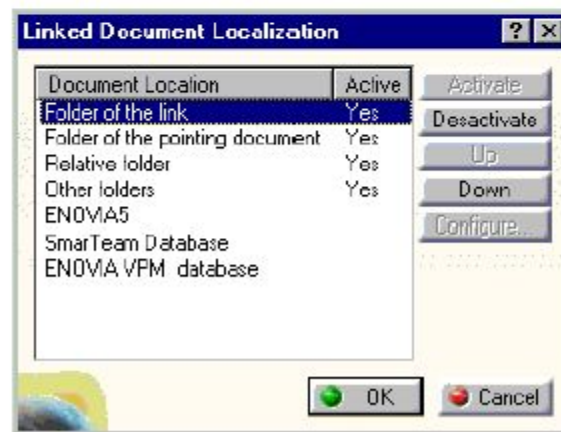 Linked Document Localization
Document Location Active
Folder of the link Yes
Folder of the pointing document Yes
Relative folder Yes
Other folders Yes
ENOVIA5
SmarTeam Database
ENOVIA VPM database
Activate
Desactivate
Up
Down
Configure...
OK Cancel